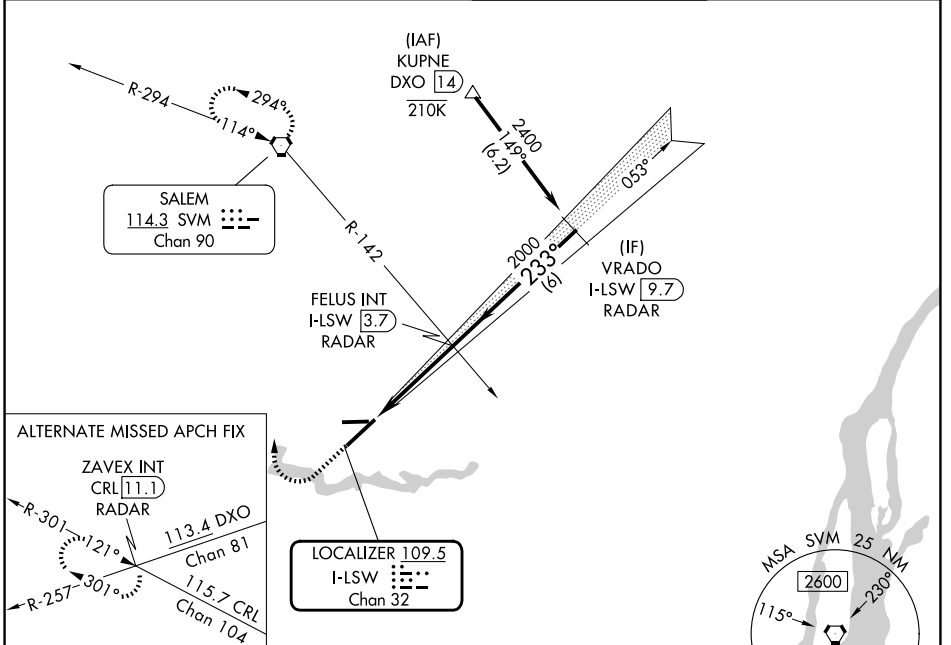 (IAF)
KUPNE
DXO 14
210K
R-294
294°
114°
2400
149°
(6.2)
053°
SALEM
114.3 SVM
Chan 90
R-142
2000
233°
(6)
(IF)
VRADO
I-LSW 9.7
RADAR
FELUS INT
I-LSW 3.7
RADAR
ALTERNATE MISSED APCH FIX
ZAVEX INT
CRL 11.1
RADAR
R-301
121°
113.4 DXO
Chan 81
301°
R-257
115.7 CRL
Chan 104
LOCALIZER 109.5
I-LSW
Chan 32
MSA SVM 25 NM
2600
115°
230°